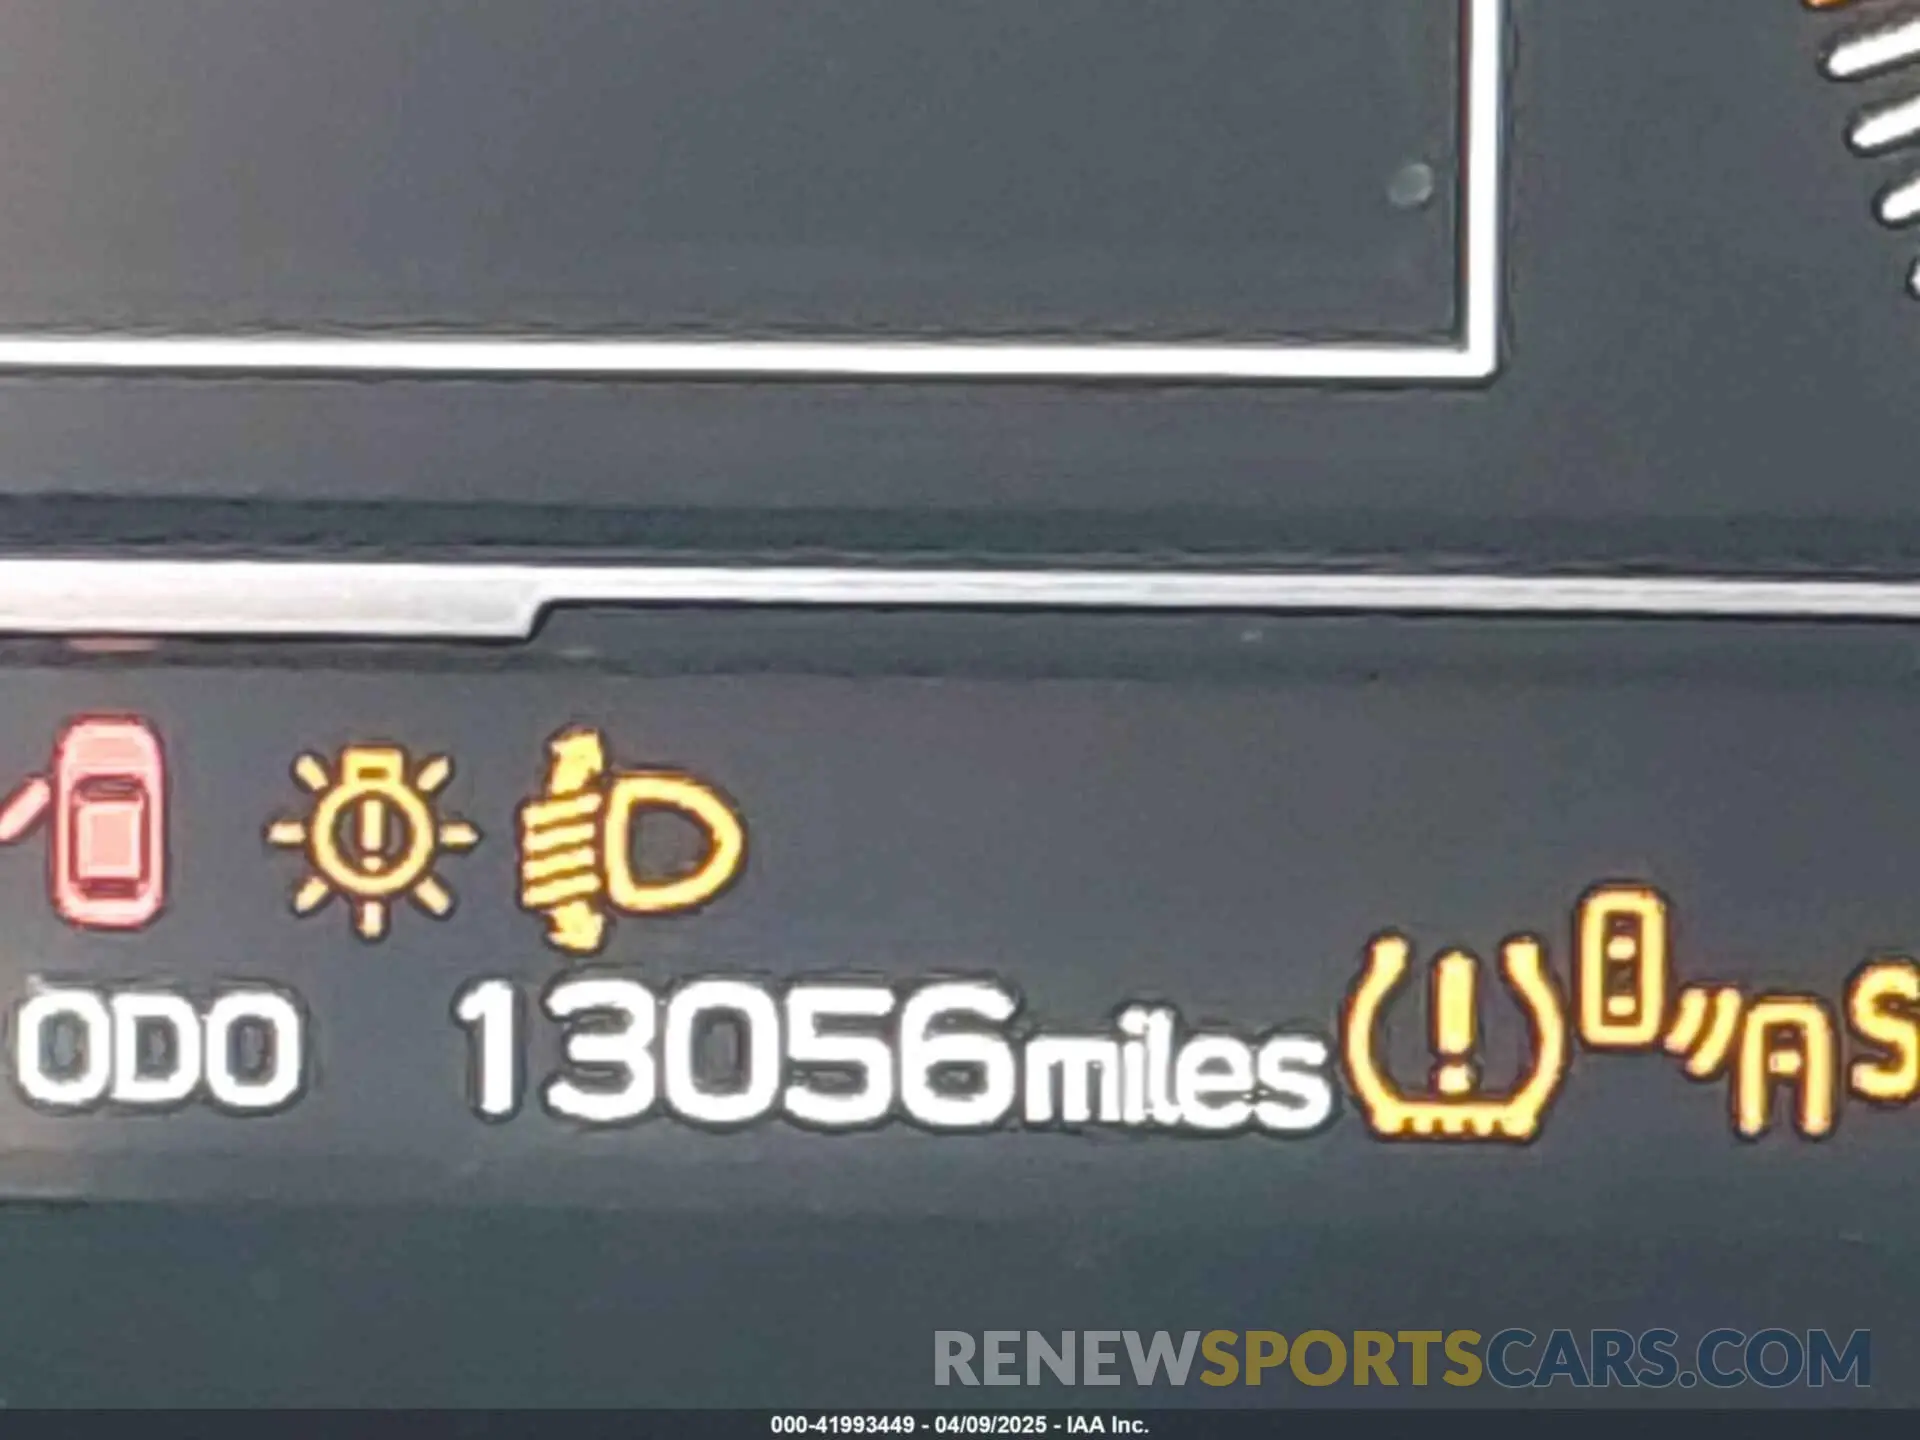 ODO 13056miles
S
RENEWSPORTSCARS.COM
000-41993449 - 04/09/2025 - IAA Inc.